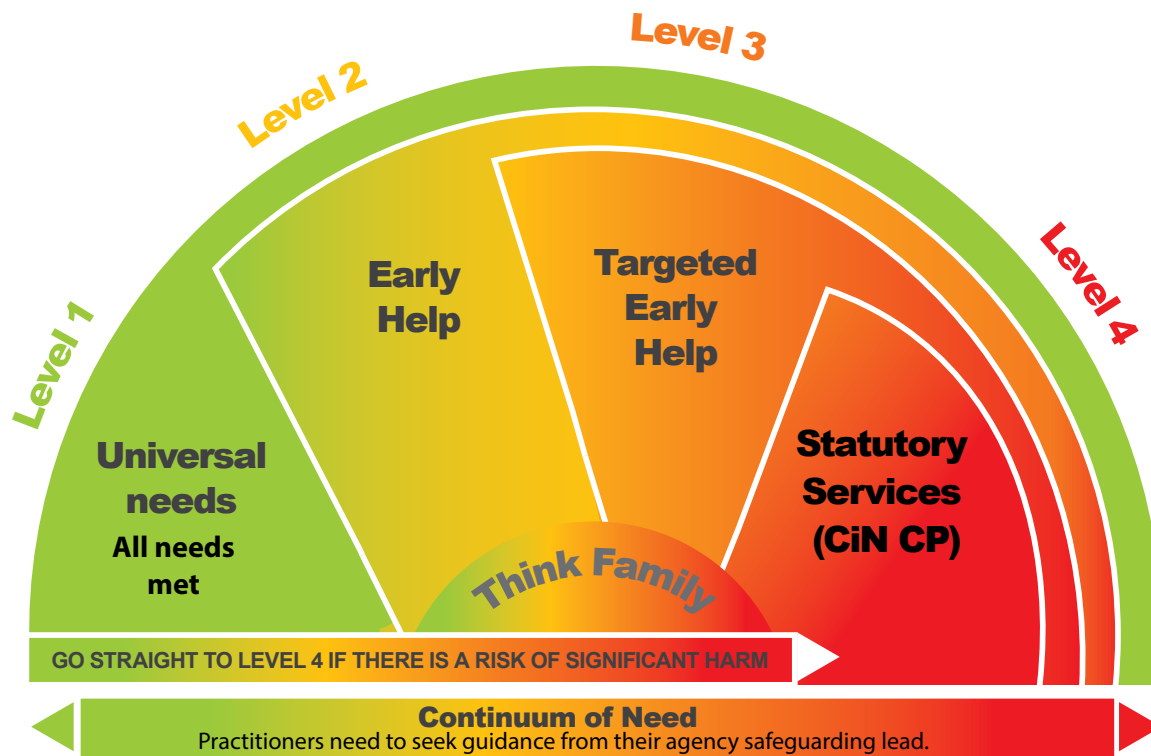 Level 1
Level 2
Level 3
Level 4
Universal
needs
All needs
met
Early
Help
Targeted
Early
Help
Statutory
Services
(CiN CP)
Think Family
GO STRAIGHT TO LEVEL 4 IF THERE IS A RISK OF SIGNIFICANT HARM
Continuum of Need
Practitioners need to seek guidance from their agency safeguarding lead.